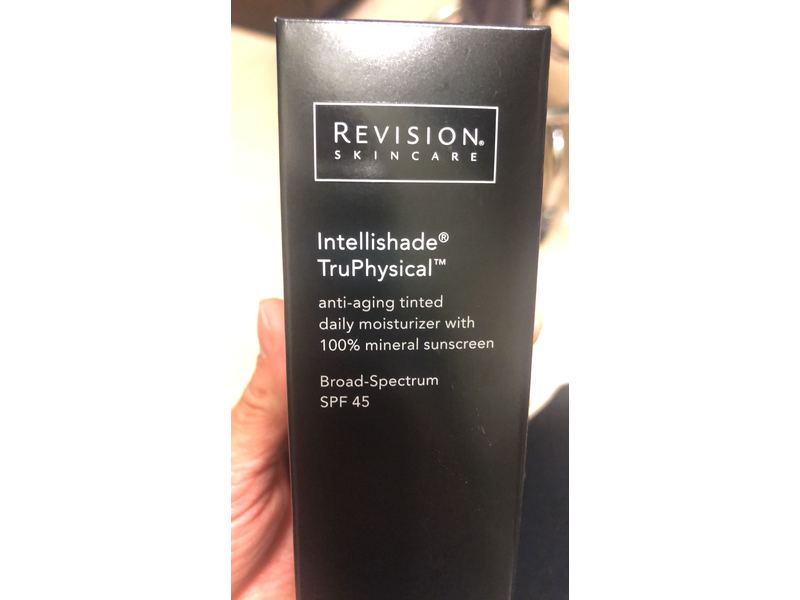 REVISION®
SKINCARE
Intellishade®
TruPhysical™
anti-aging tinted
daily moisturizer with
100% mineral sunscreen
Broad-Spectrum
SPF 45